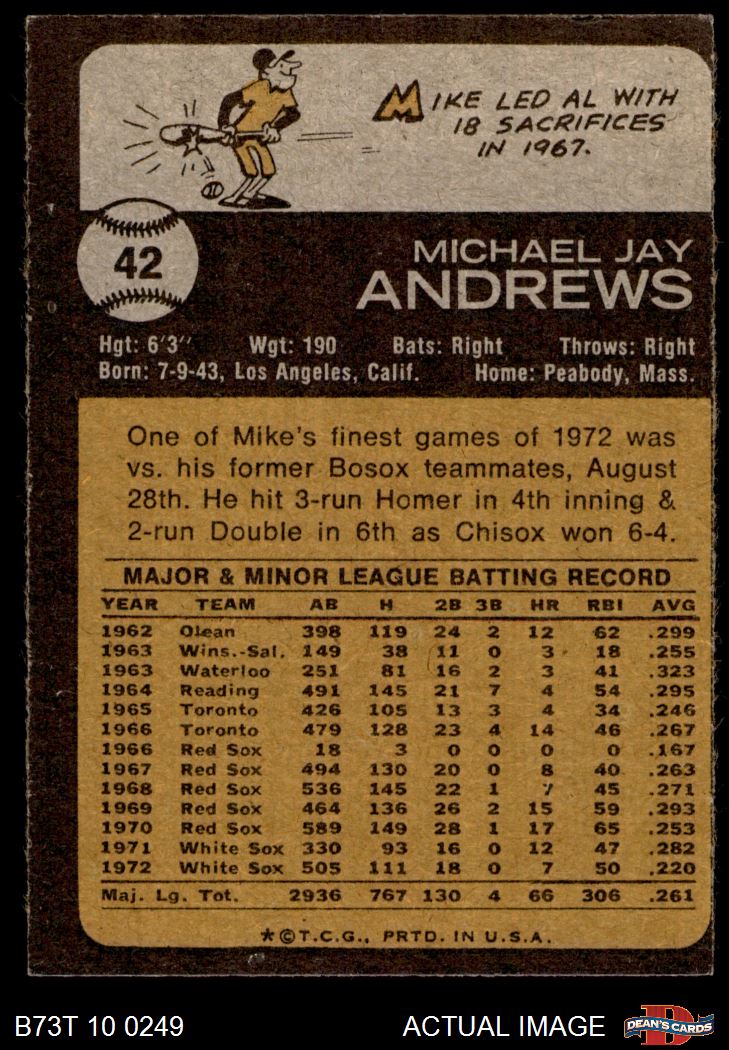 MIKE LED AL WITH
18 SACRIFICES
IN 1967.
42
MICHAEL JAY
ANDREWS
Hgt: 6'3" Wgt: 190 Bats: Right Throws: Right
Born: 7-9-43, Los Angeles, Calif. Home: Peabody, Mass.
One of Mike's finest games of 1972 was
vs. his former Bosox teammates, August
28th. He hit 3-run Homer in 4th inning &
2-run Double in 6th as Chisox won 6-4.
MAJOR & MINOR LEAGUE BATTING RECORD
YEAR TEAM AB H 2B 3B HR RBI AVG
1962 Olean 398 119 24 2 12 62 .299
1963 Wins.-Sal. 149 38 11 0 3 18 .255
1963 Waterloo 251 81 16 2 3 41 .323
1964 Reading 491 145 21 7 4 54 .295
1965 Toronto 426 105 13 3 4 34 .246
1966 Toronto 479 128 23 4 14 46 .267
1966 Red Sox 18 3 0 0 0 0 .167
1967 Red Sox 494 130 20 0 8 40 .263
1968 Red Sox 536 145 22 1 7 45 .271
1969 Red Sox 464 136 26 2 15 59 .293
1970 Red Sox 589 149 28 1 17 65 .253
1971 White Sox 330 93 16 0 12 47 .282
1972 White Sox 505 111 18 0 7 50 .220
Maj. Lg. Tot. 2936 767 130 4 66 306 .261
*©T.C.G., PRTD. IN U.S.A.
B73T 10 0249 ACTUAL IMAGE
D
DEAN'S CARDS